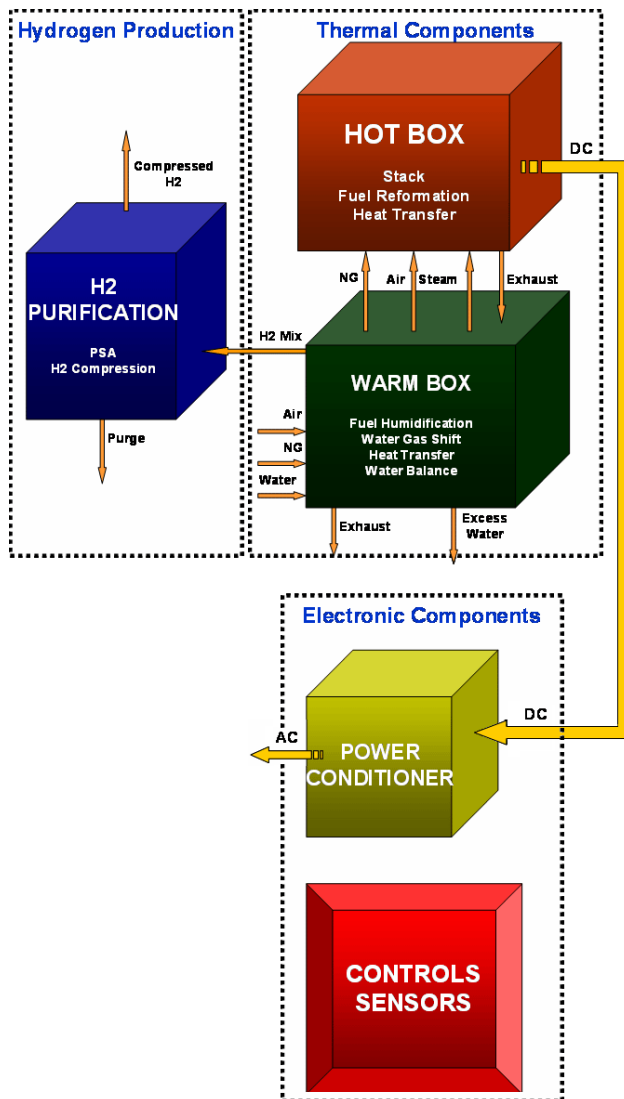 Hydrogen Production
Thermal Components
HOT BOX
Stack
Fuel Reformation
Heat Transfer
DC
Compressed
H2
NG
Air
Steam
Exhaust
H2
PURIFICATION
PSA
H2 Compression
H2 Mix
Purge
WARM BOX
Fuel Humidification
Water Gas Shift
Heat Transfer
Water Balance
Air
NG
Water
Exhaust
Excess
Water
Electronic Components
DC
AC
POWER
CONDITIONER
CONTROLS
SENSORS